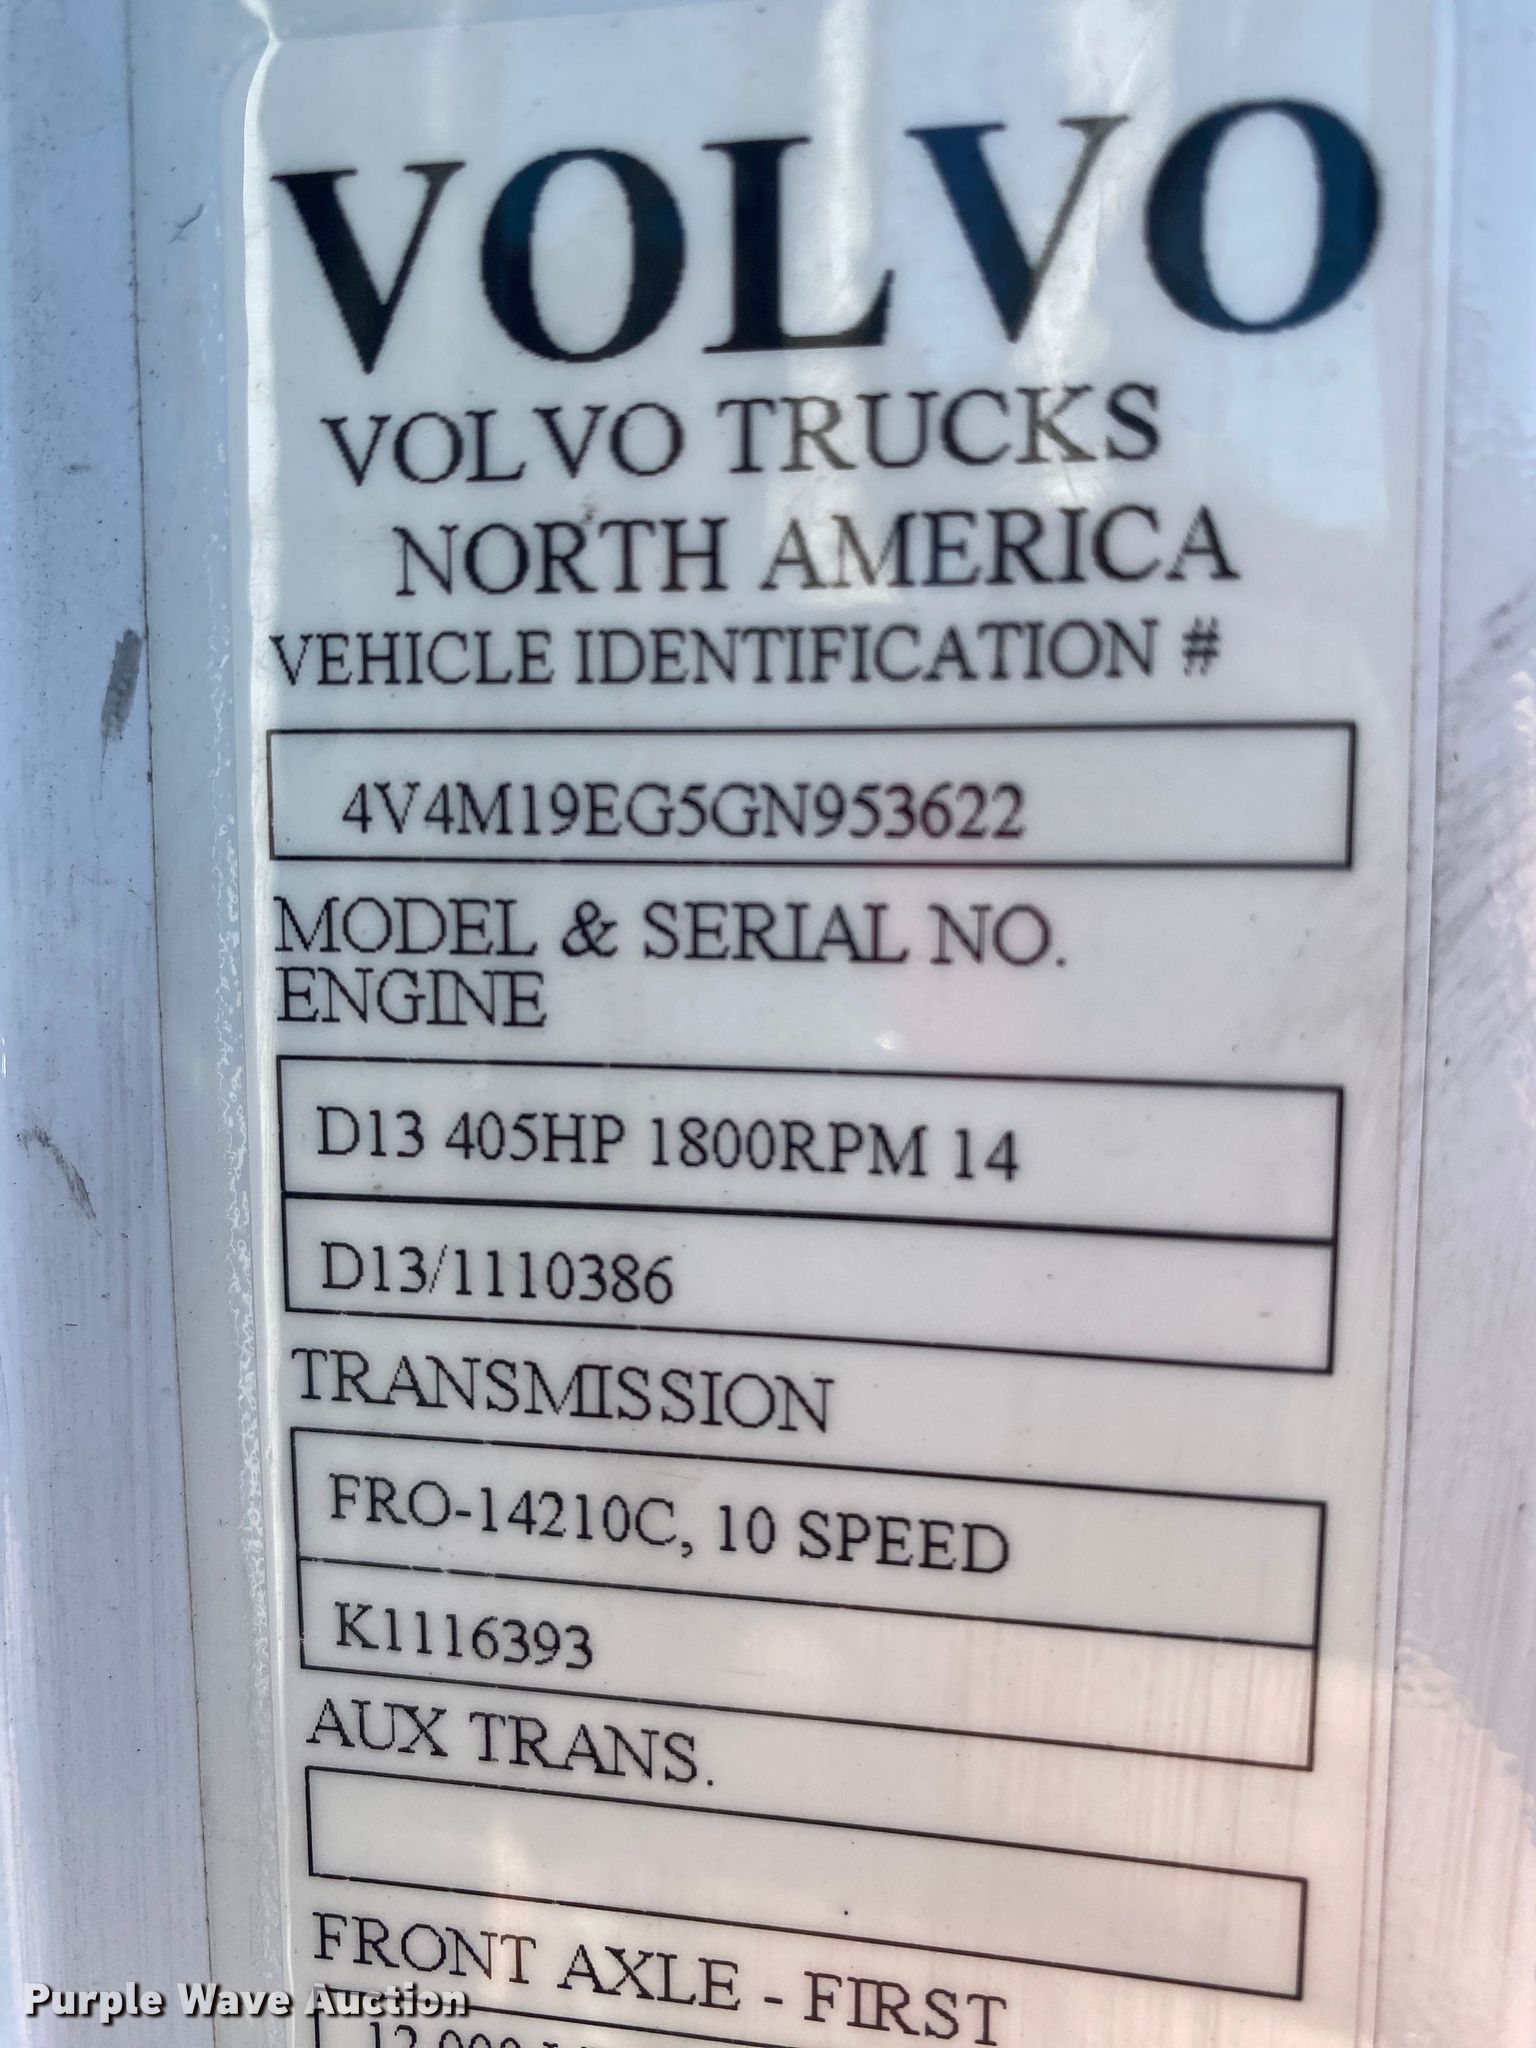 VOLVO
VOLVO TRUCKS
NORTH AMERICA
VEHICLE IDENTIFICATION #
4V4M19EG5GN953622
MODEL & SERIAL NO.
ENGINE
D13 405HP 1800RPM 14
D13/1110386
TRANSMISSION
FRO-14210C, 10 SPEED
K1116393
AUX TRANS.
FRONT AXLE - FIRST
Purple Wave Auction